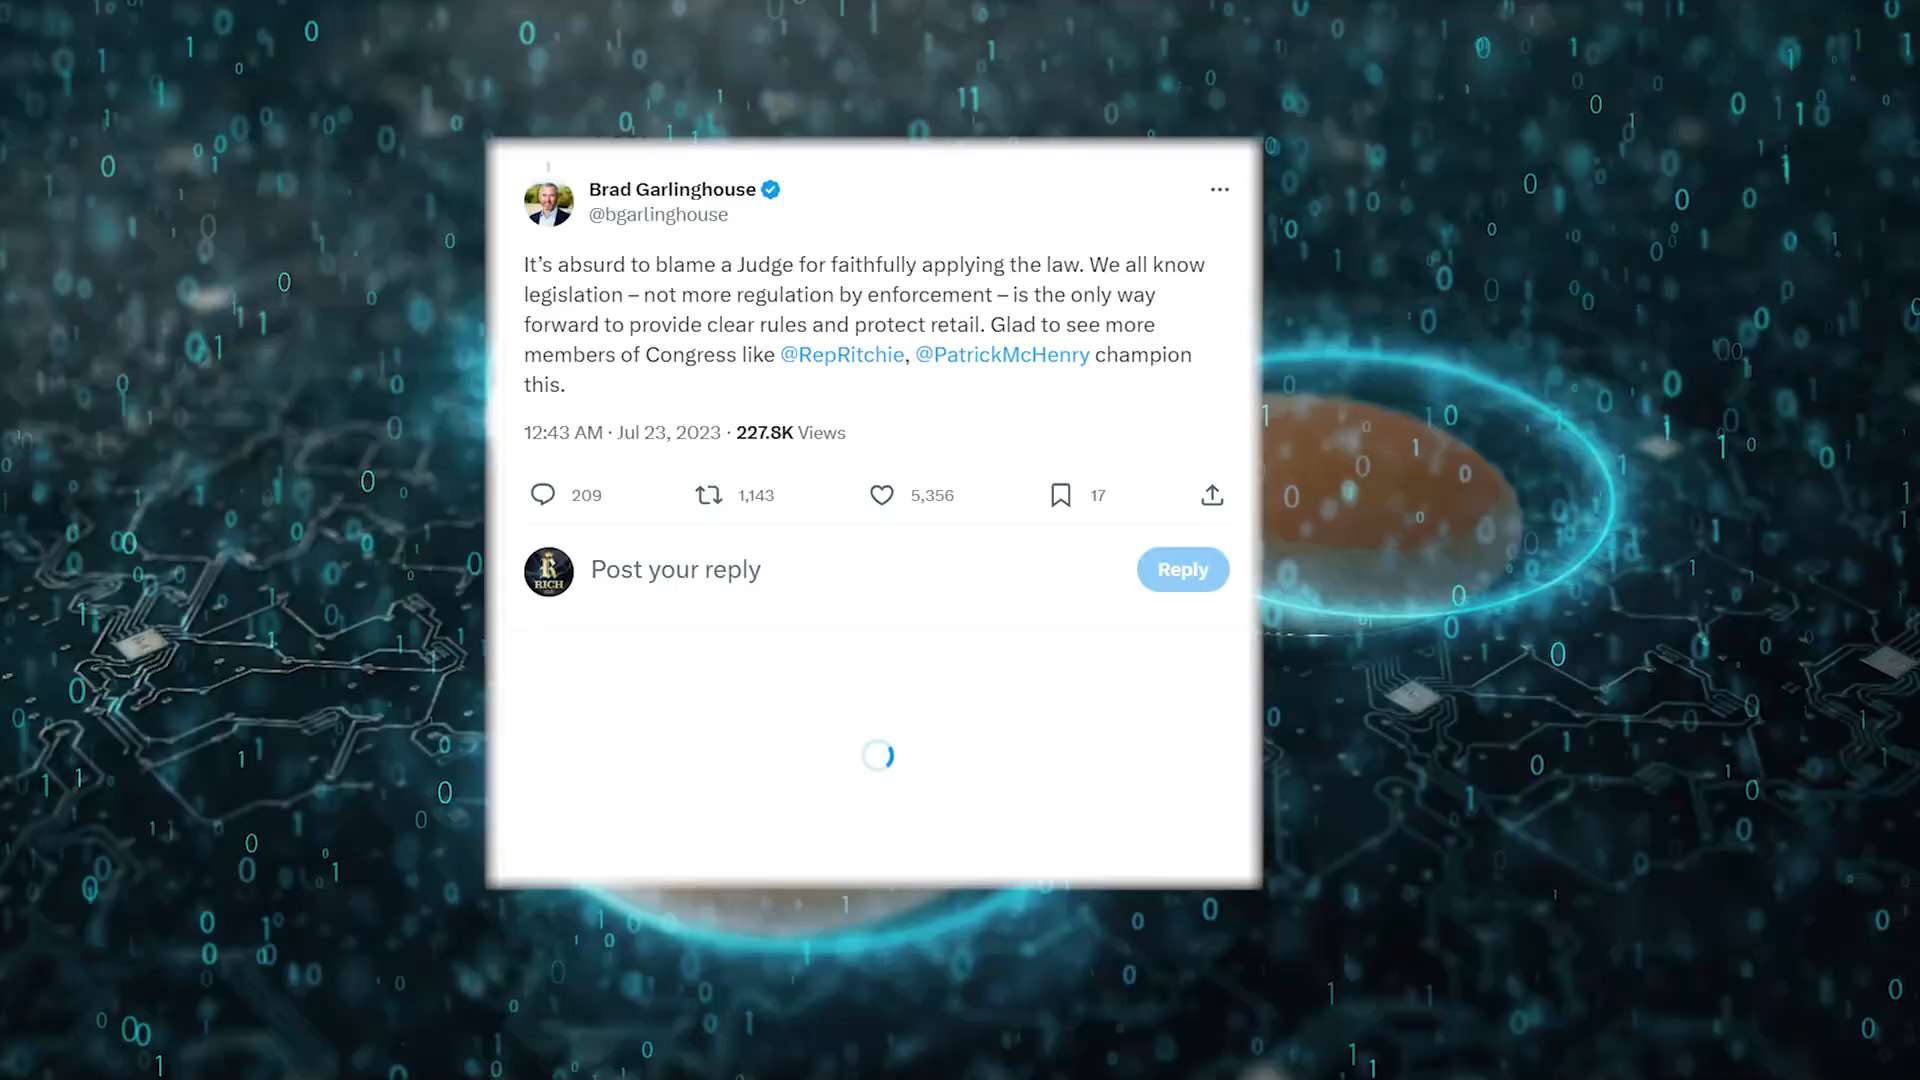 Brad Garlinghouse
@bgarlinghouse
It’s absurd to blame a Judge for faithfully applying the law. We all know
legislation – not more regulation by enforcement – is the only way
forward to provide clear rules and protect retail. Glad to see more
members of Congress like @RepRitchie, @PatrickMcHenry champion
this.
12:43 AM · Jul 23, 2023 · 227.8K Views
209 1,143 5,356 17
R
RICH
Post your reply
Reply